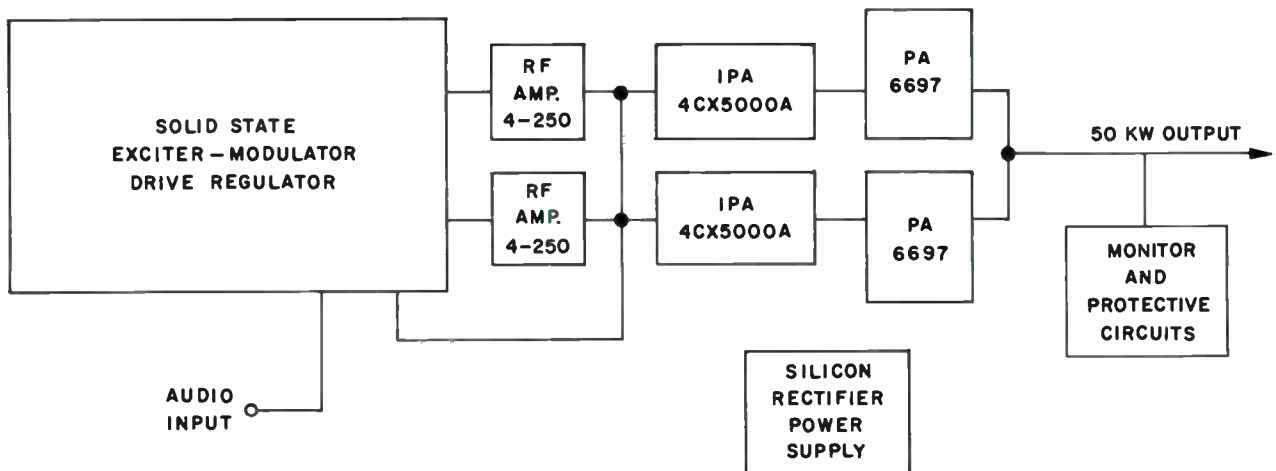 SOLID STATE
EXCITER-MODULATOR
DRIVE REGULATOR
RF
AMP.
4-250
IPA
4CX5000A
PA
6697
RF
AMP.
4-250
IPA
4CX5000A
PA
6697
50 KW OUTPUT
MONITOR
AND
PROTECTIVE
CIRCUITS
AUDIO
INPUT
SILICON
RECTIFIER
POWER
SUPPLY